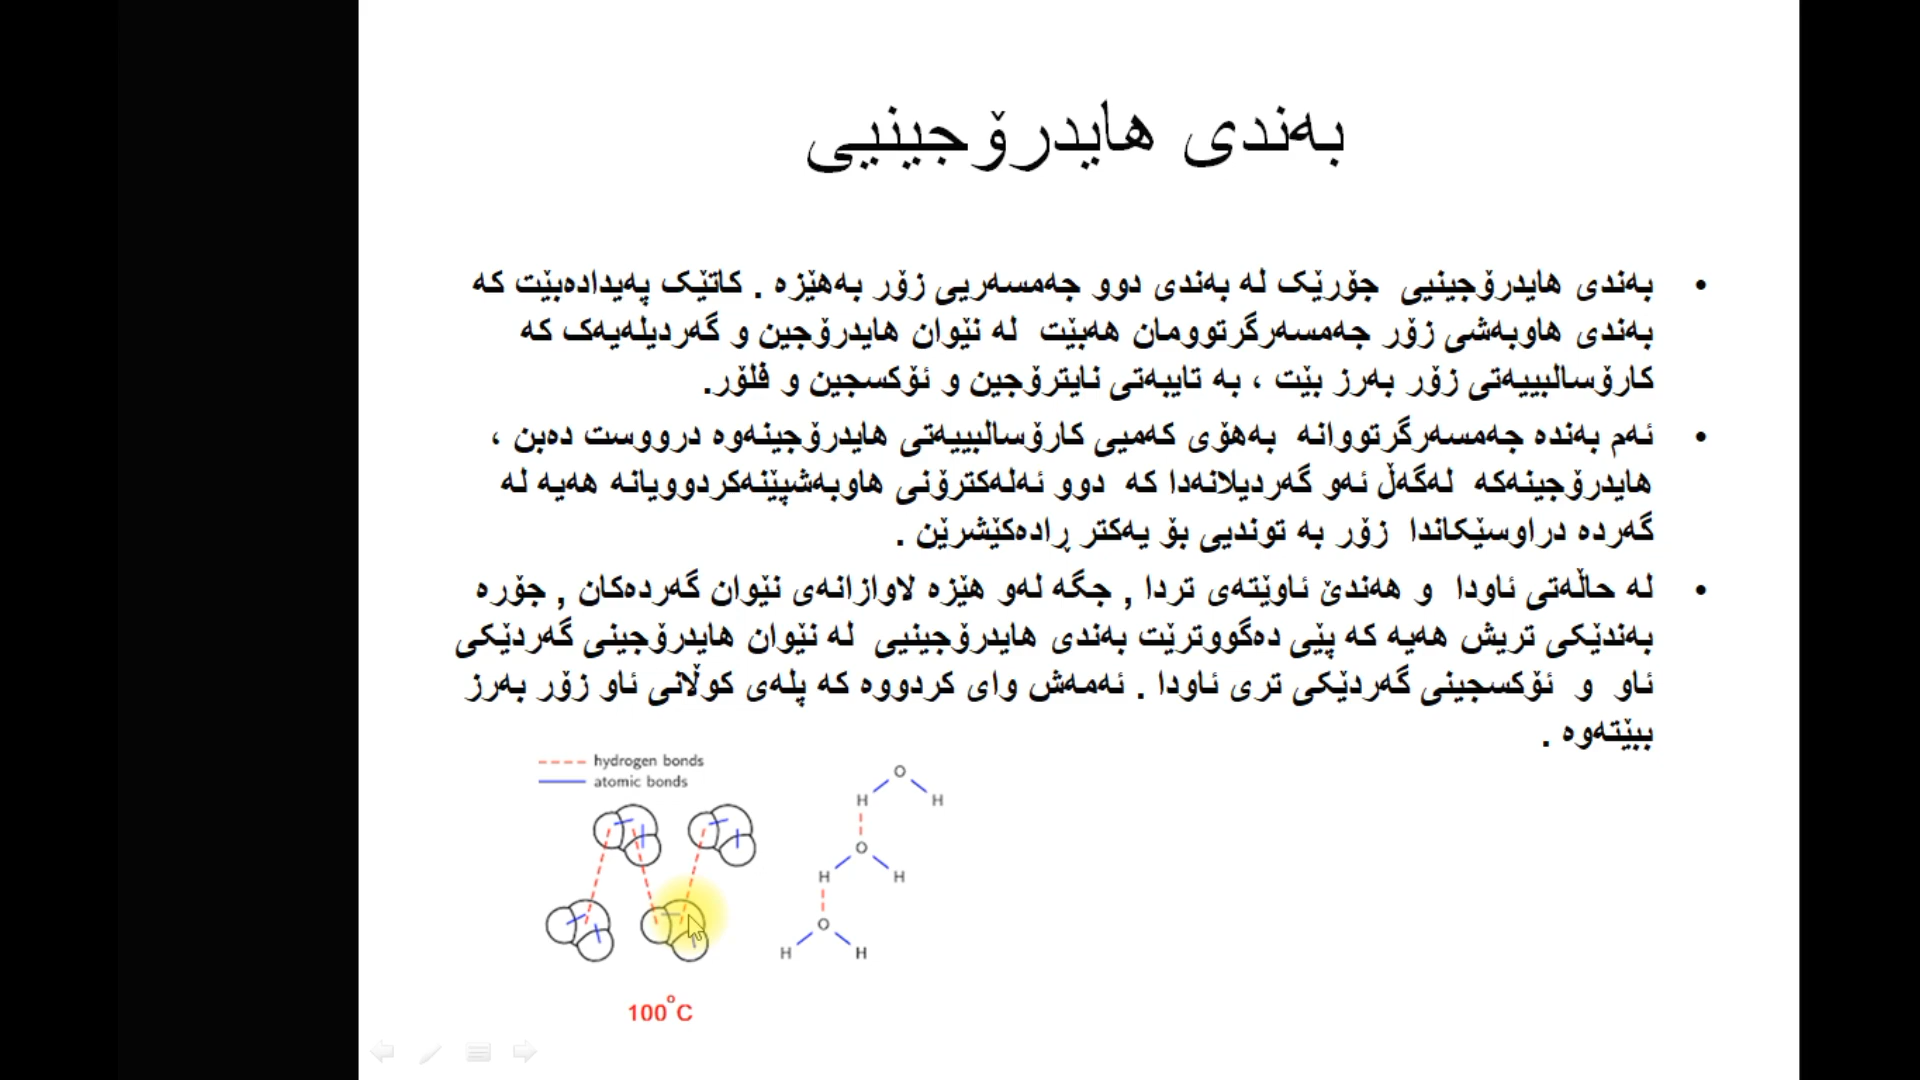 بەندی هایدرۆجینیی
• بەندی هایدرۆجینیی جۆرێک لە بەندی دوو جەمسەریی زۆر بەهێزە . کاتێک پەیدادەبێت کە
بەندی هاوبەشی زۆر جەمسەرگرتوومان هەبێت لە نێوان هایدرۆجین و گەردیلەیەک کە
کارۆسالبییەتی زۆر بەرز بێت ، بە تایبەتی نایترۆجین و ئۆکسجین و فلۆر.
• ئەم بەندە جەمسەرگرتووانە بەهۆی کەمیی کارۆسالبییەتی هایدرۆجینەوە درووست دەبن ،
هایدرۆجینەکە لەگەڵ ئەو گەردیلانەدا کە دوو ئەلەکترۆنی هاوبەشپێنەکردوویانە هەیە لە
گەردە دراوسێکاندا زۆر بە توندیی بۆ یەکتر ڕادەکێشرێن .
• لە حاڵەتی ئاودا و هەندێ ئاوێتەی تردا , جگە لەو هێزە لاوازانەی نێوان گەردەکان , جۆرە
بەندێکی تریش هەیە کە پێی دەگووترێت بەندی هایدرۆجینیی لە نێوان هایدرۆجینی گەردێکی
ئاو و ئۆکسجینی گەردێکی تری ئاودا . ئەمەش وای کردووە کە پلەی کوڵانی ئاو زۆر بەرز
ببێتەوە .
hydrogen bonds
atomic bonds
O
H H
O
H H
O
H H
100°C